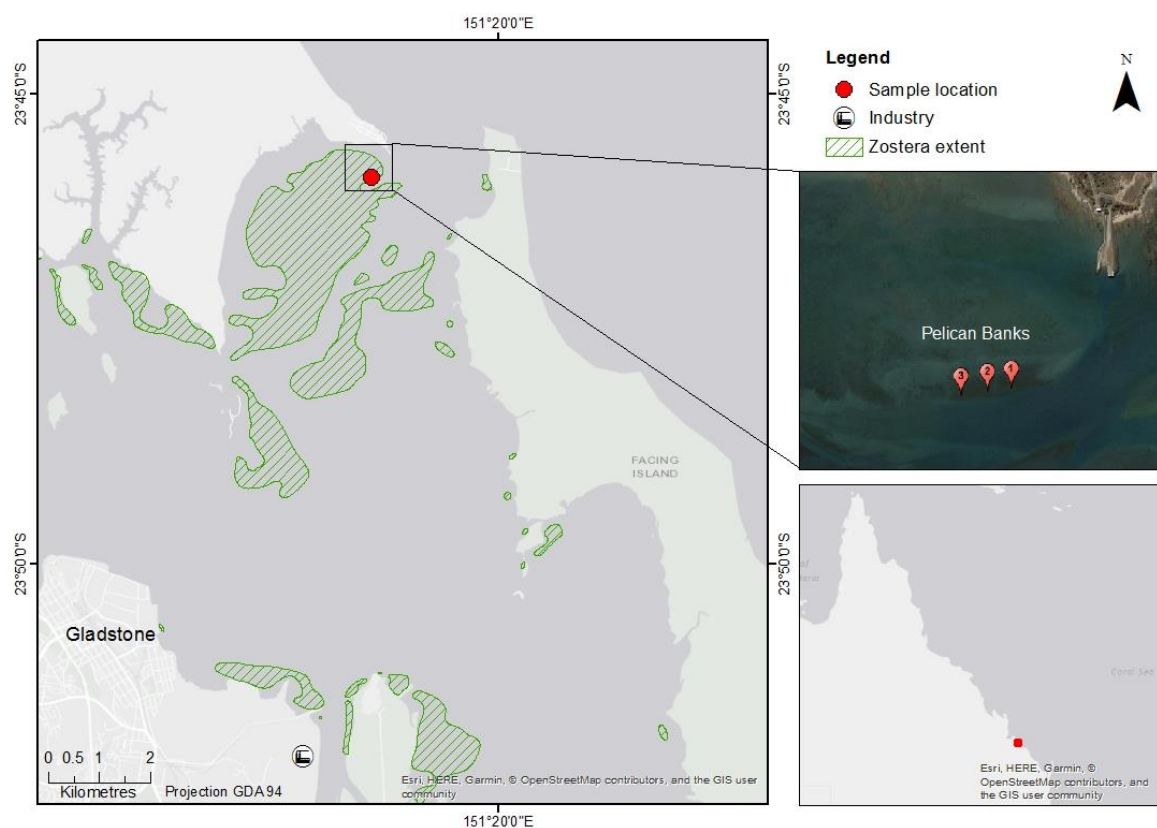 151°20'0"E
23°45'0"S
23°45'0"S
Legend
N
Sample location
Industry
Zostera extent
Pelican Banks
3
2
1
FACING
ISLAND
23°50'0"S
23°50'0"S
Gladstone
Coral Sea
0 0.5 1 2
Kilometres
Projection GDA94
Esri, HERE, Garmin, © OpenStreetMap contributors, and the GIS user
community
Esri, HERE, Garmin, ©
OpenStreetMap contributors, and
the GIS user community
151°20'0"E